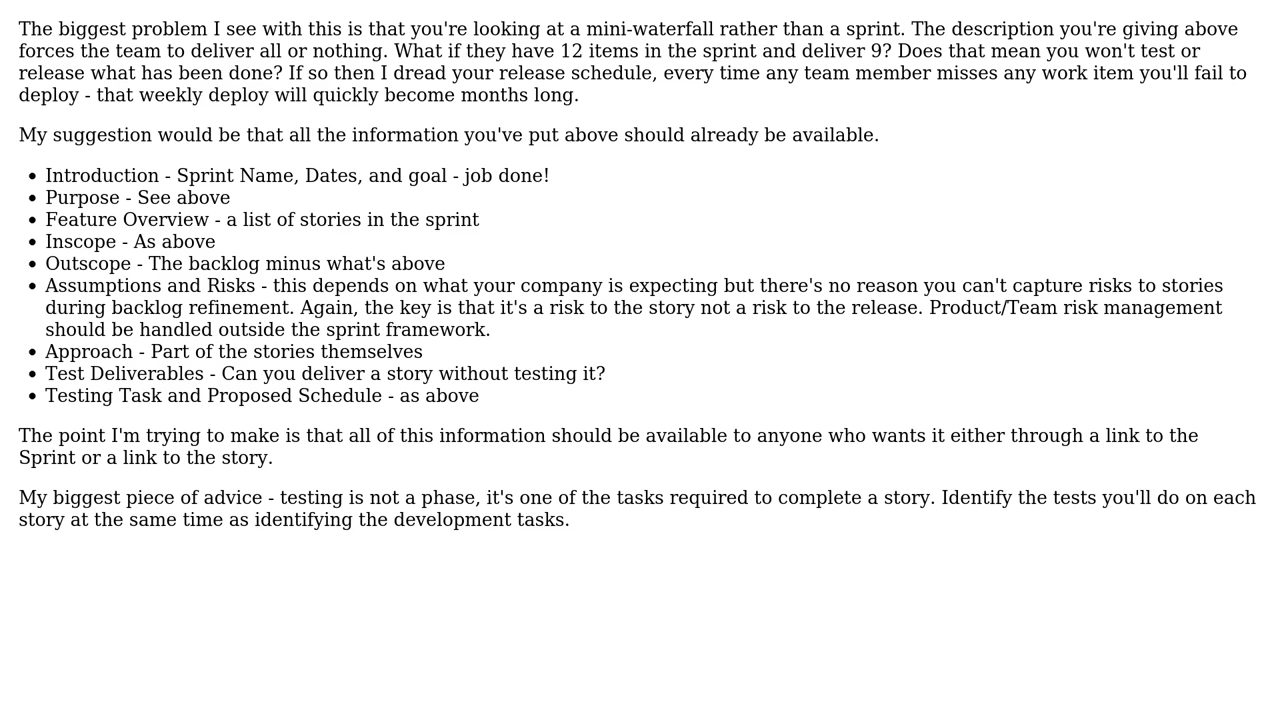 The biggest problem I see with this is that you're looking at a mini-waterfall rather than a sprint. The description you're giving above
forces the team to deliver all or nothing. What if they have 12 items in the sprint and deliver 9? Does that mean you won't test or
release what has been done? If so then I dread your release schedule, every time any team member misses any work item you'll fail to
deploy - that weekly deploy will quickly become months long.
My suggestion would be that all the information you've put above should already be available.
• Introduction - Sprint Name, Dates, and goal - job done!
• Purpose - See above
• Feature Overview - a list of stories in the sprint
• Inscope - As above
• Outscope - The backlog minus what's above
• Assumptions and Risks - this depends on what your company is expecting but there's no reason you can't capture risks to stories
during backlog refinement. Again, the key is that it's a risk to the story not a risk to the release. Product/Team risk management
should be handled outside the sprint framework.
• Approach - Part of the stories themselves
• Test Deliverables - Can you deliver a story without testing it?
• Testing Task and Proposed Schedule - as above
The point I'm trying to make is that all of this information should be available to anyone who wants it either through a link to the
Sprint or a link to the story.
My biggest piece of advice - testing is not a phase, it's one of the tasks required to complete a story. Identify the tests you'll do on each
story at the same time as identifying the development tasks.